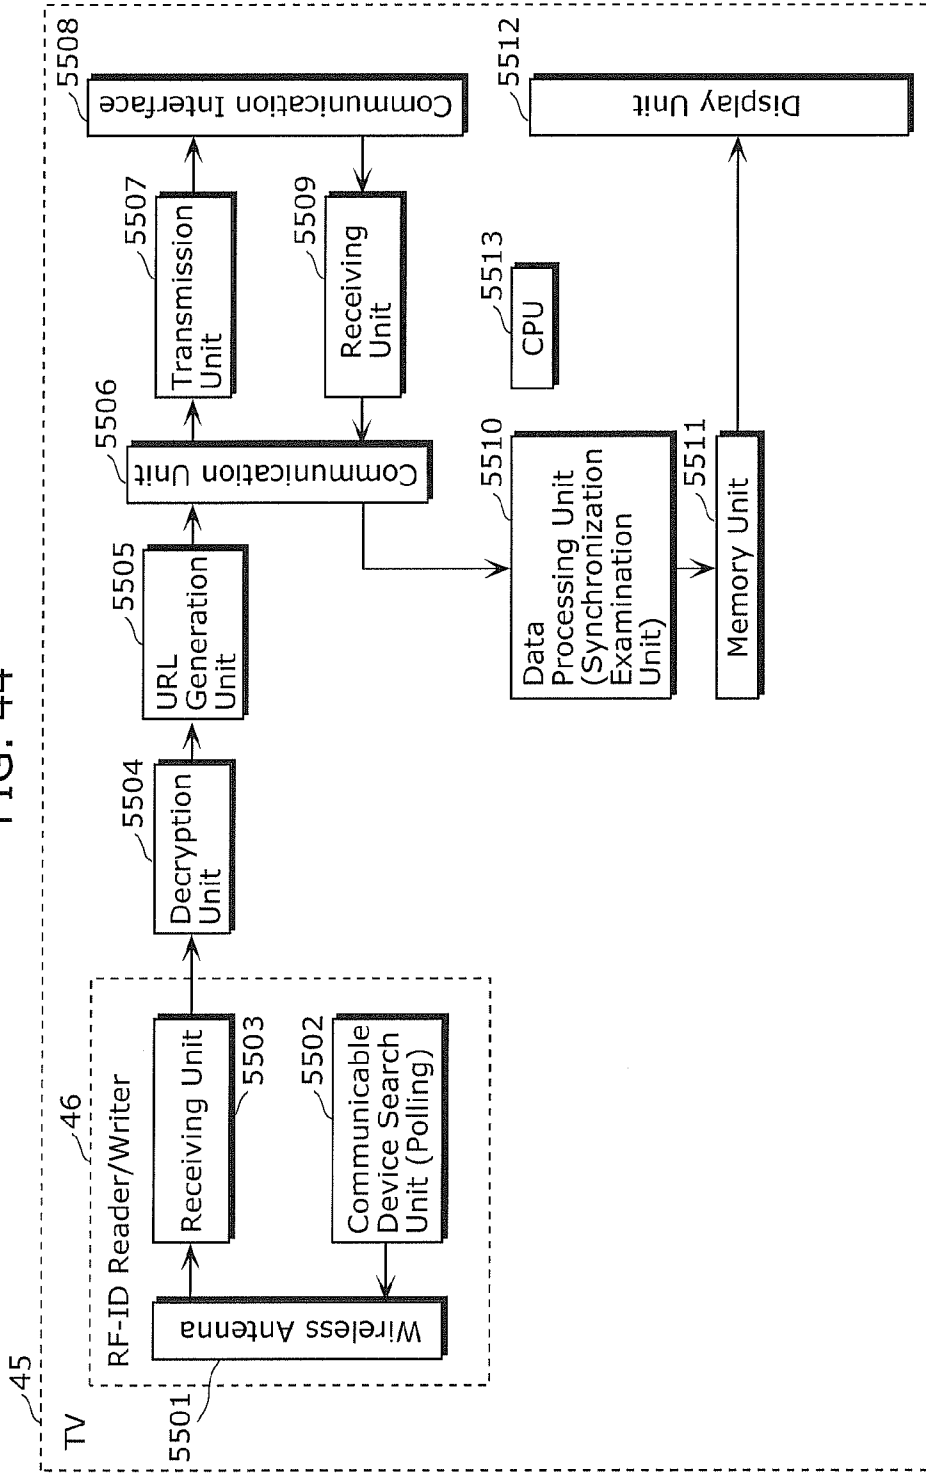 FIG. 44
45
TV
46
RF-ID Reader/Writer
5501
Wireless Antenna
Receiving Unit
5503
5502
Communicable
Device Search
Unit (Polling)
5504
Decryption
Unit
5505
URL
Generation
Unit
5506
Communication Unit
5507
Transmission
Unit
5508
Communication Interface
5509
Receiving
Unit
5510
Data
Processing Unit
(Synchronization
Examination
Unit)
5511
Memory Unit
5513
CPU
5512
Display Unit